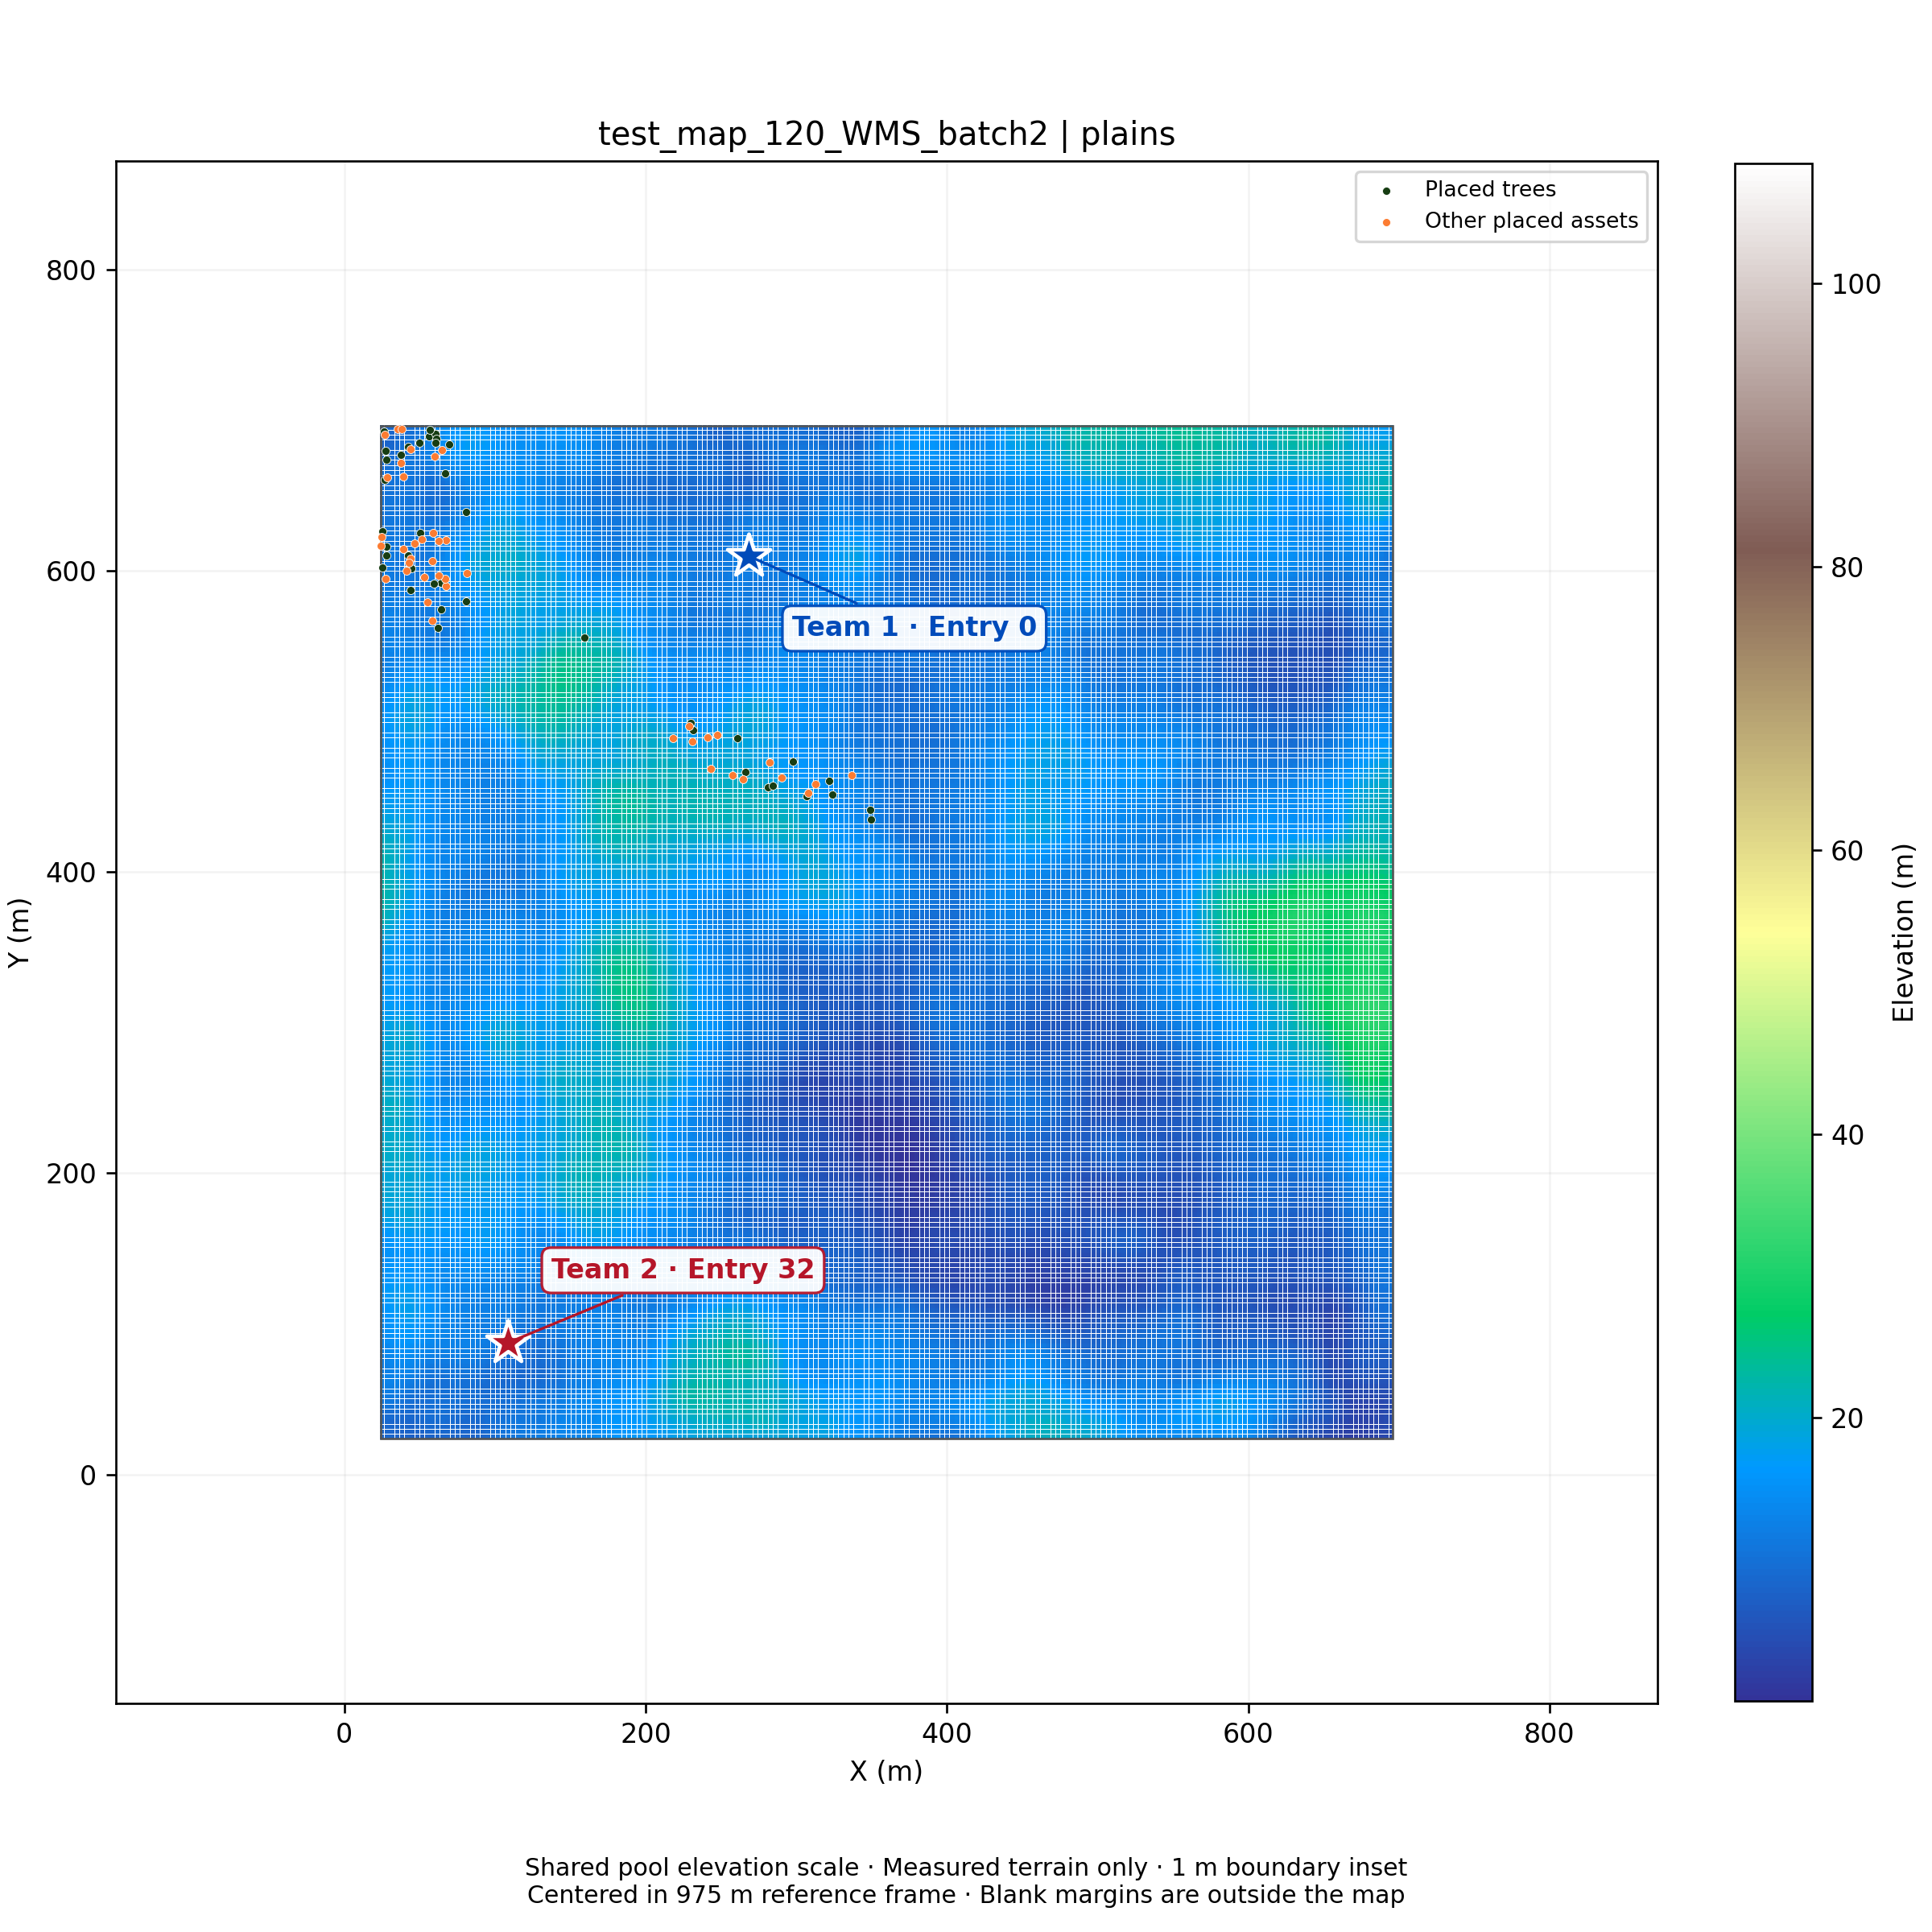 test_map_120_WMS_batch2 | plains
Placed trees
Other placed assets
800
600
400
200
0
Y (m)
Team 1 · Entry 0
Team 2 · Entry 32
0
200
400
600
800
X (m)
100
80
60
40
20
Elevation (m)
Shared pool elevation scale · Measured terrain only · 1 m boundary inset
Centered in 975 m reference frame · Blank margins are outside the map